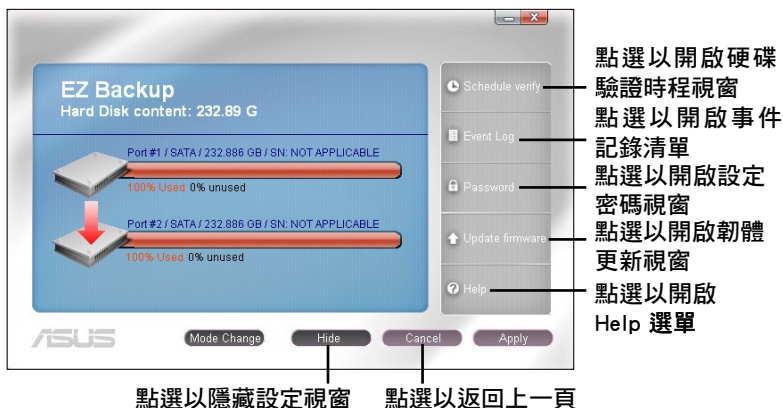 EZ Backup
Hard Disk content: 232.89 G
Port#1 / SATA / 232.886 GB / SN: NOT APPLICABLE
100% Used 0% unused
Port#2 / SATA / 232.886 GB / SN: NOT APPLICABLE
100% Used 0% unused
Schedule verify
Event Log
Password
Update firmware
Help
點選以開啟硬碟
驗證時程視窗
點選以開啟事件
記錄清單
點選以開啟設定
密碼視窗
點選以開啟韌體
更新視窗
點選以開啟
Help 選單
ASUS
Mode Change
Hide
Cancel
Apply
點選以隱藏設定視窗
點選以返回上一頁